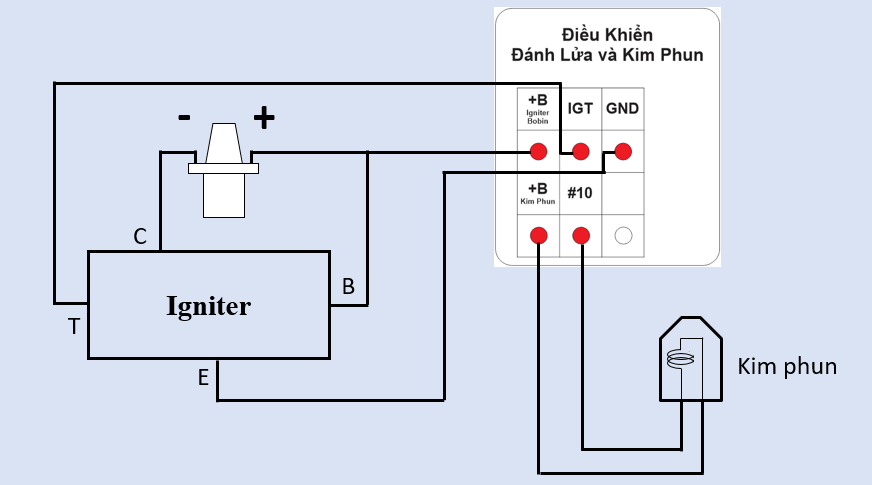 Điều Khiển
Đánh Lửa và Kim Phun
+B
Igniter
Bobin
IGT
GND
- +
+B
Kim Phun
#10
C
Igniter
B
T
E
Kim phun